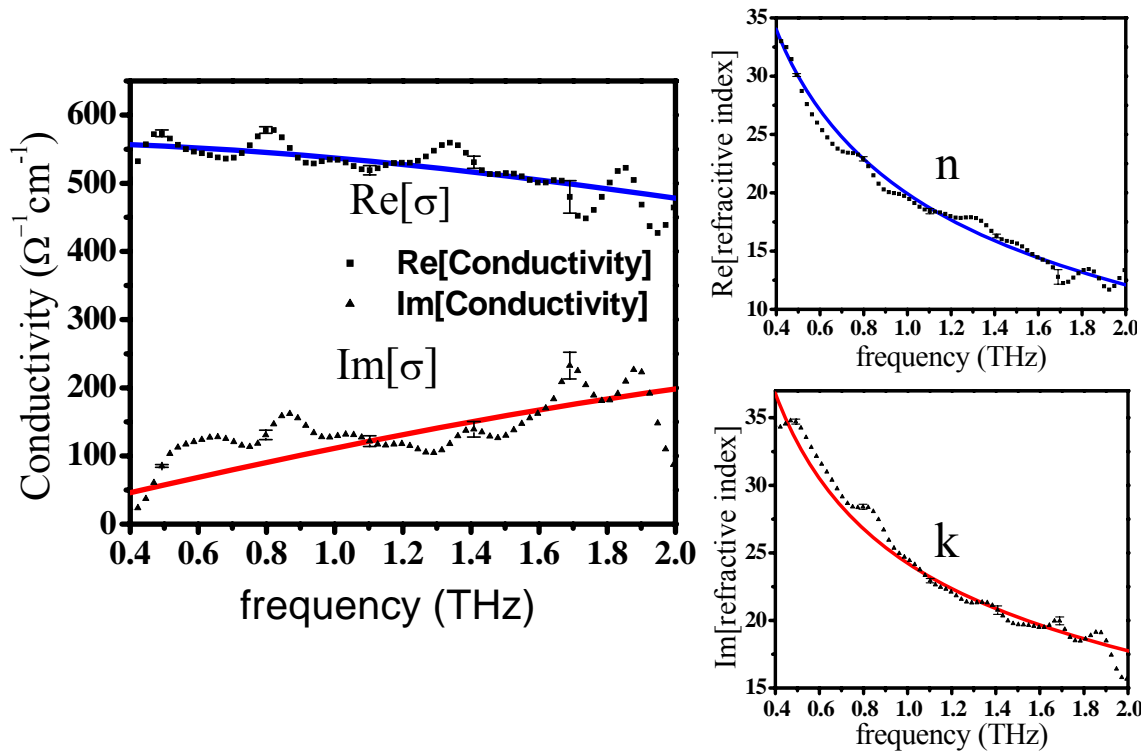 Conductivity (Ω⁻¹cm⁻¹)
600
500
400
300
200
100
0
Re[σ]
Re[Conductivity]
Im[Conductivity]
Im[σ]
0.4 0.6 0.8 1.0 1.2 1.4 1.6 1.8 2.0
frequency (THz)
Re[refracitive index]
35
30
25
20
15
10
n
0.4 0.6 0.8 1.0 1.2 1.4 1.6 1.8 2.0
frequency (THz)
Im[refractive index]
35
30
25
20
15
k
0.4 0.6 0.8 1.0 1.2 1.4 1.6 1.8 2.0
frequency (THz)